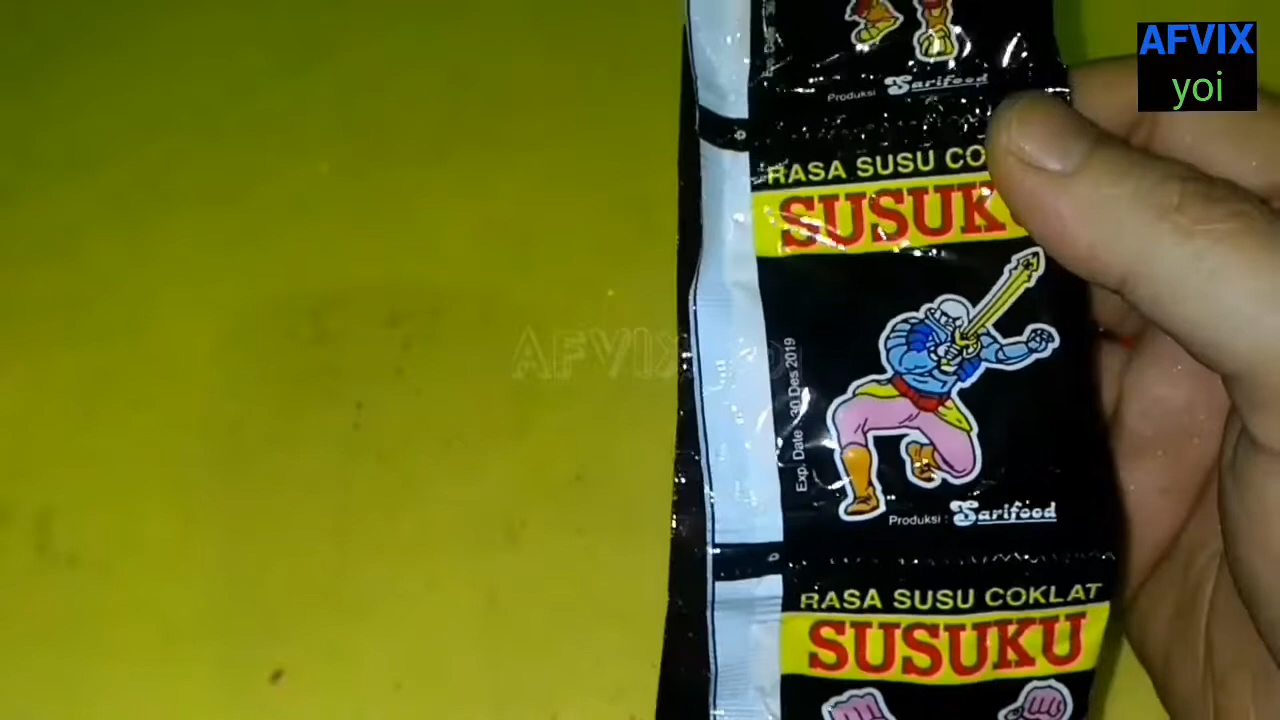 AFVIX
yoi
Produksi Sarifood
RASA SUSU CO
SUSUK
AFVIX
Exp. Date : 30 Des 2019
Produksi : Sarifood
RASA SUSU COKLAT
SUSUKU